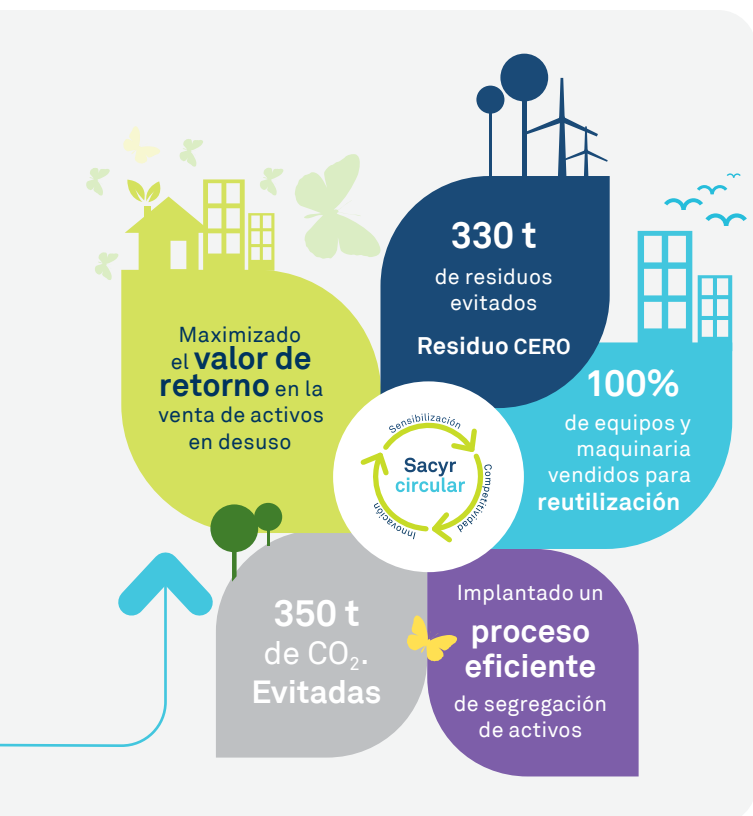 330 t
de residuos
evitados
Residuo CERO
Maximizado
el valor de
retorno en la
venta de activos
en desuso
100%
de equipos y
maquinaria
vendidos para
reutilización
Sensibilización
Sacyr
circular
Competitividad
Innovación
350 t
de CO₂.
Evitadas
Implantado un
proceso
eficiente
de segregación
de activos